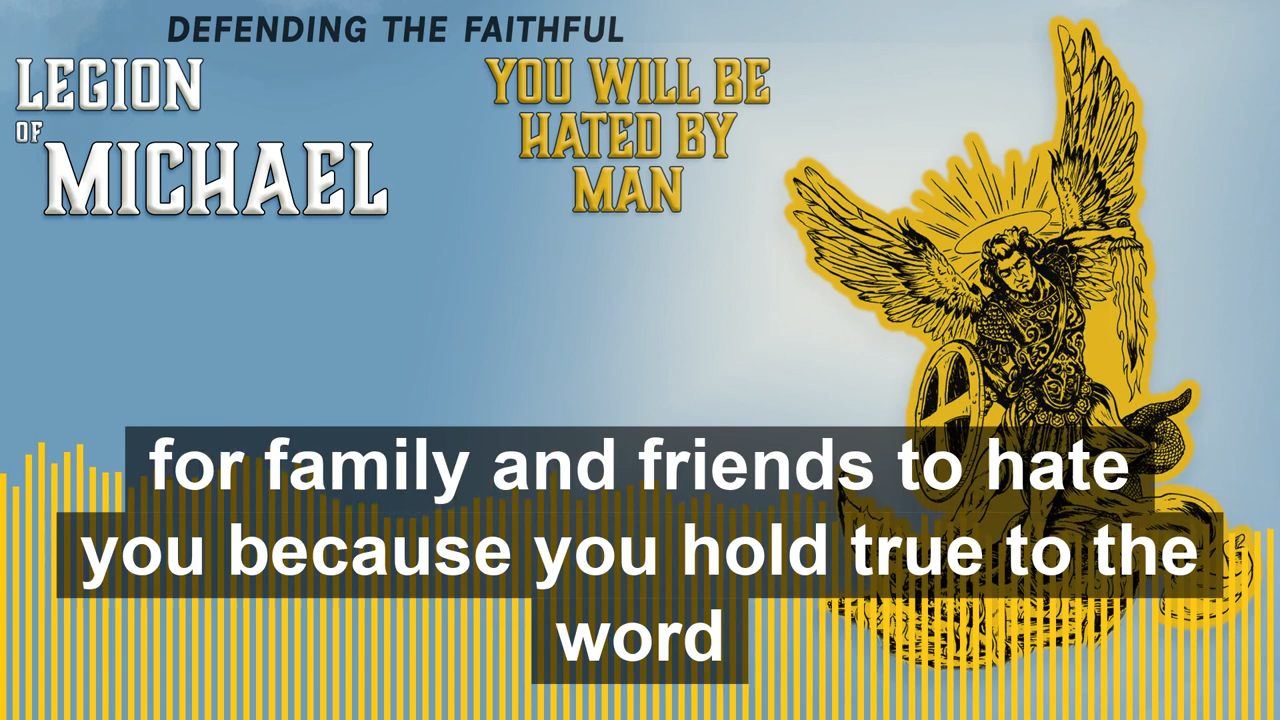 DEFENDING THE FAITHFUL
LEGION
OF
MICHAEL
YOU WILL BE
HATED BY
MAN
for family and friends to hate
you because you hold true to the
word